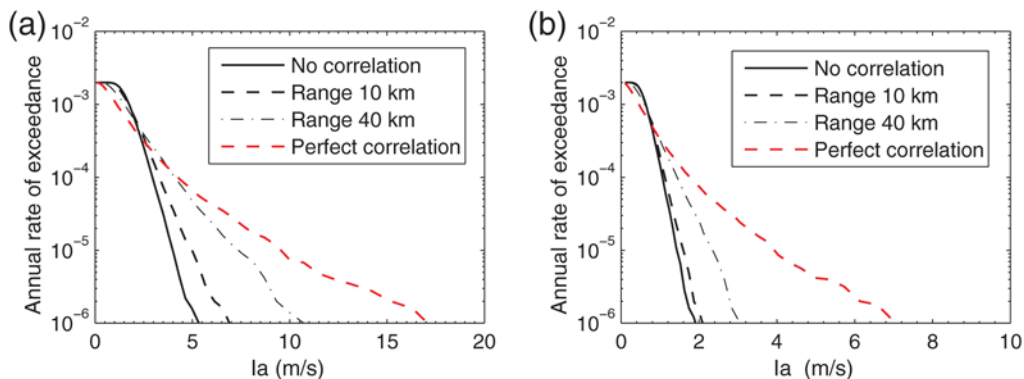 (a)
10⁻²
10⁻³
10⁻⁴
10⁻⁵
10⁻⁶
Annual rate of exceedance
No correlation
Range 10 km
Range 40 km
Perfect correlation
0 5 10 15 20
Ia (m/s)
(b)
10⁻²
10⁻³
10⁻⁴
10⁻⁵
10⁻⁶
Annual rate of exceedance
No correlation
Range 10 km
Range 40 km
Perfect correlation
0 2 4 6 8 10
Ia (m/s)